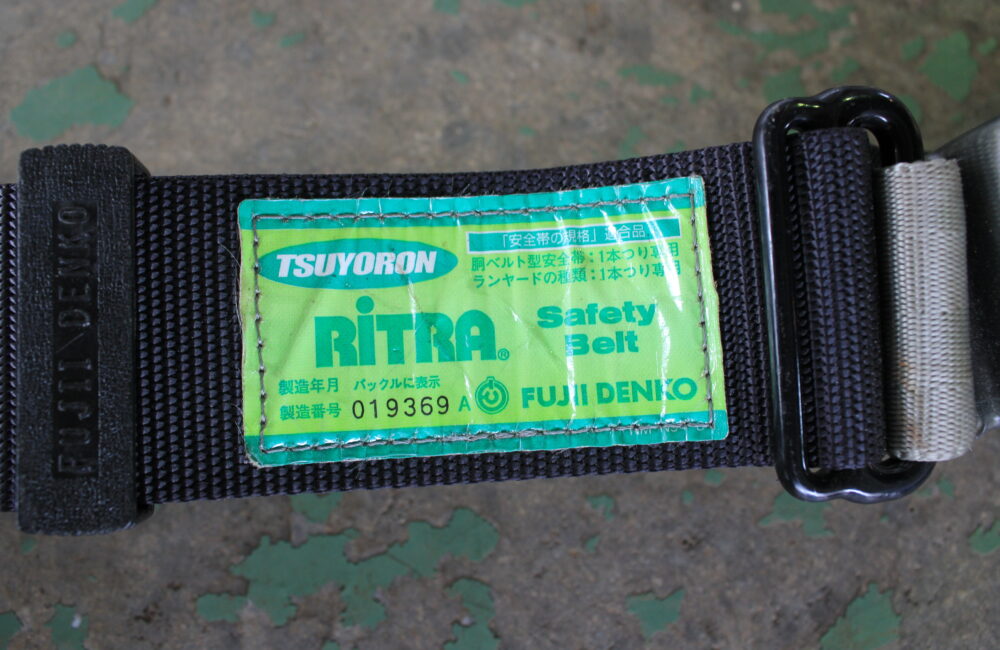 FUJII DENKO
TSUYORON
「安全帯の規格」適合品
胴ベルト型安全帯：1本つり専用
ランヤードの種類：1本つり専用
RiTRA®
Safety
Belt
製造年月 バックルに表示
製造番号 019369 A
FUJII DENKO